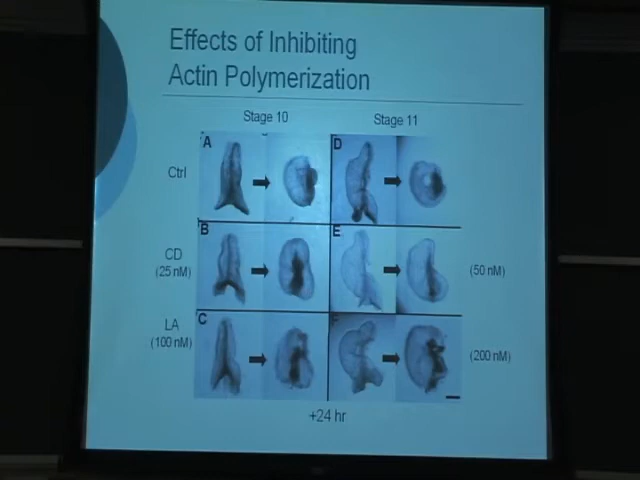 Effects of Inhibiting
Actin Polymerization
Stage 10
Stage 11
A
D
Ctrl
B
E
CD
(25 nM)
(50 nM)
C
F
LA
(100 nM)
(200 nM)
+24 hr